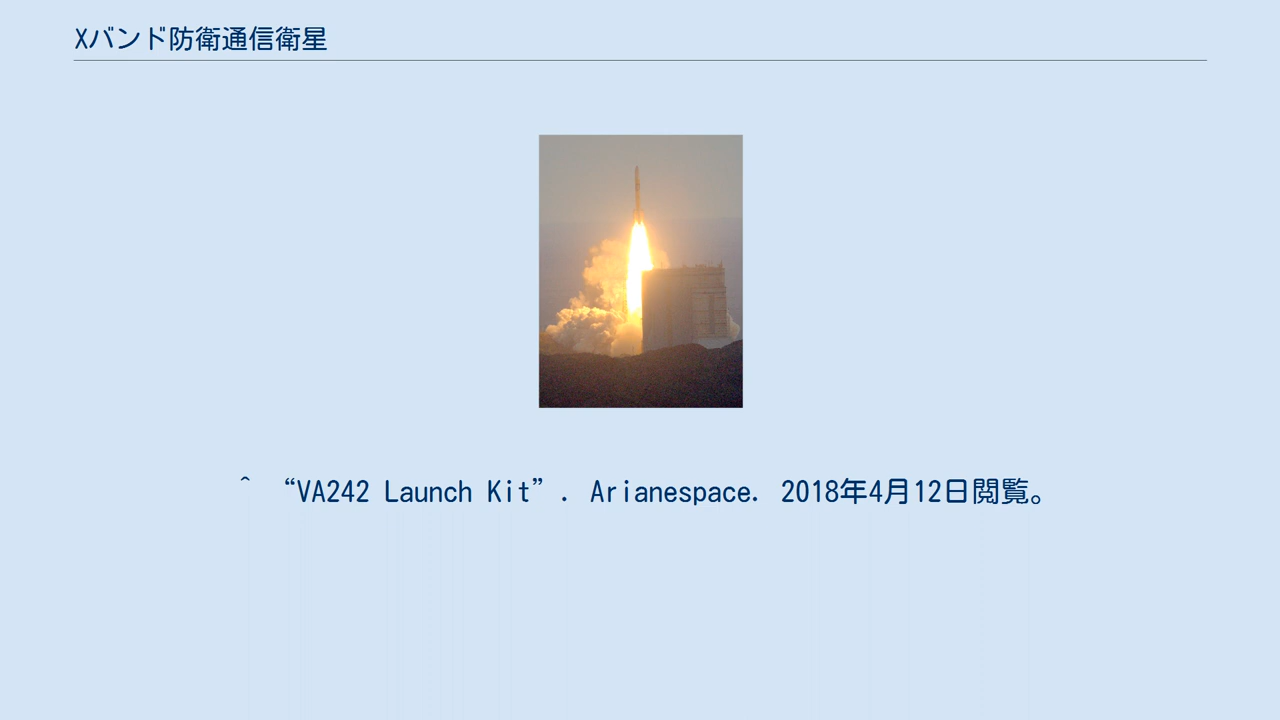 Xバンド防衛通信衛星
^ “VA242 Launch Kit”. Arianespace. 2018年4月12日閲覧。